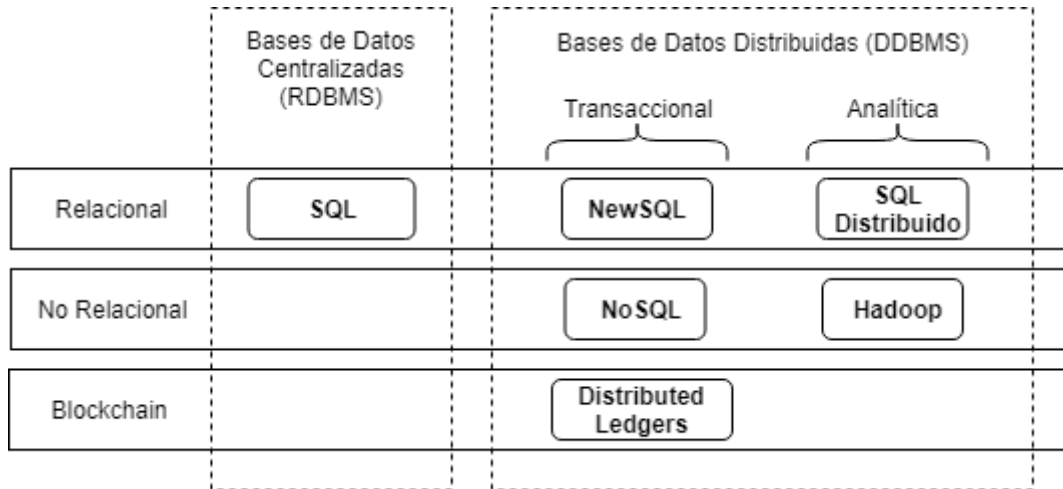 Bases de Datos
Centralizadas
(RDBMS)
Bases de Datos Distribuidas (DDBMS)
Transaccional
Analítica
Relacional
SQL
NewSQL
SQL
Distribuido
No Relacional
NoSQL
Hadoop
Blockchain
Distributed
Ledgers